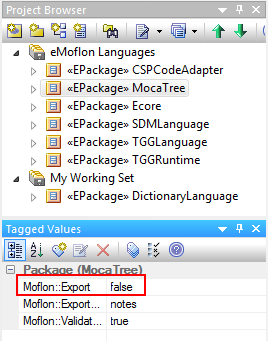 Project Browser
eMoflon Languages
«EPackage» CSPCodeAdapter
«EPackage» MocaTree
«EPackage» Ecore
«EPackage» SDMLanguage
«EPackage» TGGLanguage
«EPackage» TGGRuntime
My Working Set
«EPackage» DictionaryLanguage
Tagged Values
Package (MocaTree)
Moflon::Export false
Moflon::Export... notes
Moflon::Validat... true